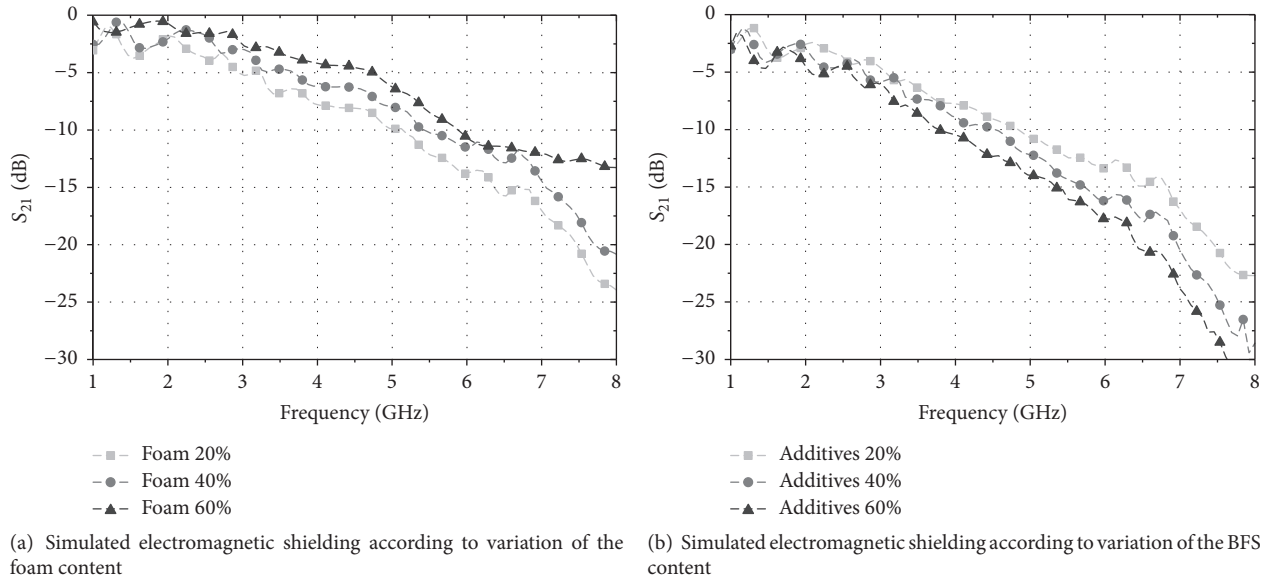 0
−5
−10
−15
−20
−25
−30
S21 (dB)
1 2 3 4 5 6 7 8
Frequency (GHz)
Foam 20%
Foam 40%
Foam 60%
(a) Simulated electromagnetic shielding according to variation of the
foam content
0
−5
−10
−15
−20
−25
−30
S21 (dB)
1 2 3 4 5 6 7 8
Frequency (GHz)
Additives 20%
Additives 40%
Additives 60%
(b) Simulated electromagnetic shielding according to variation of the BFS
content